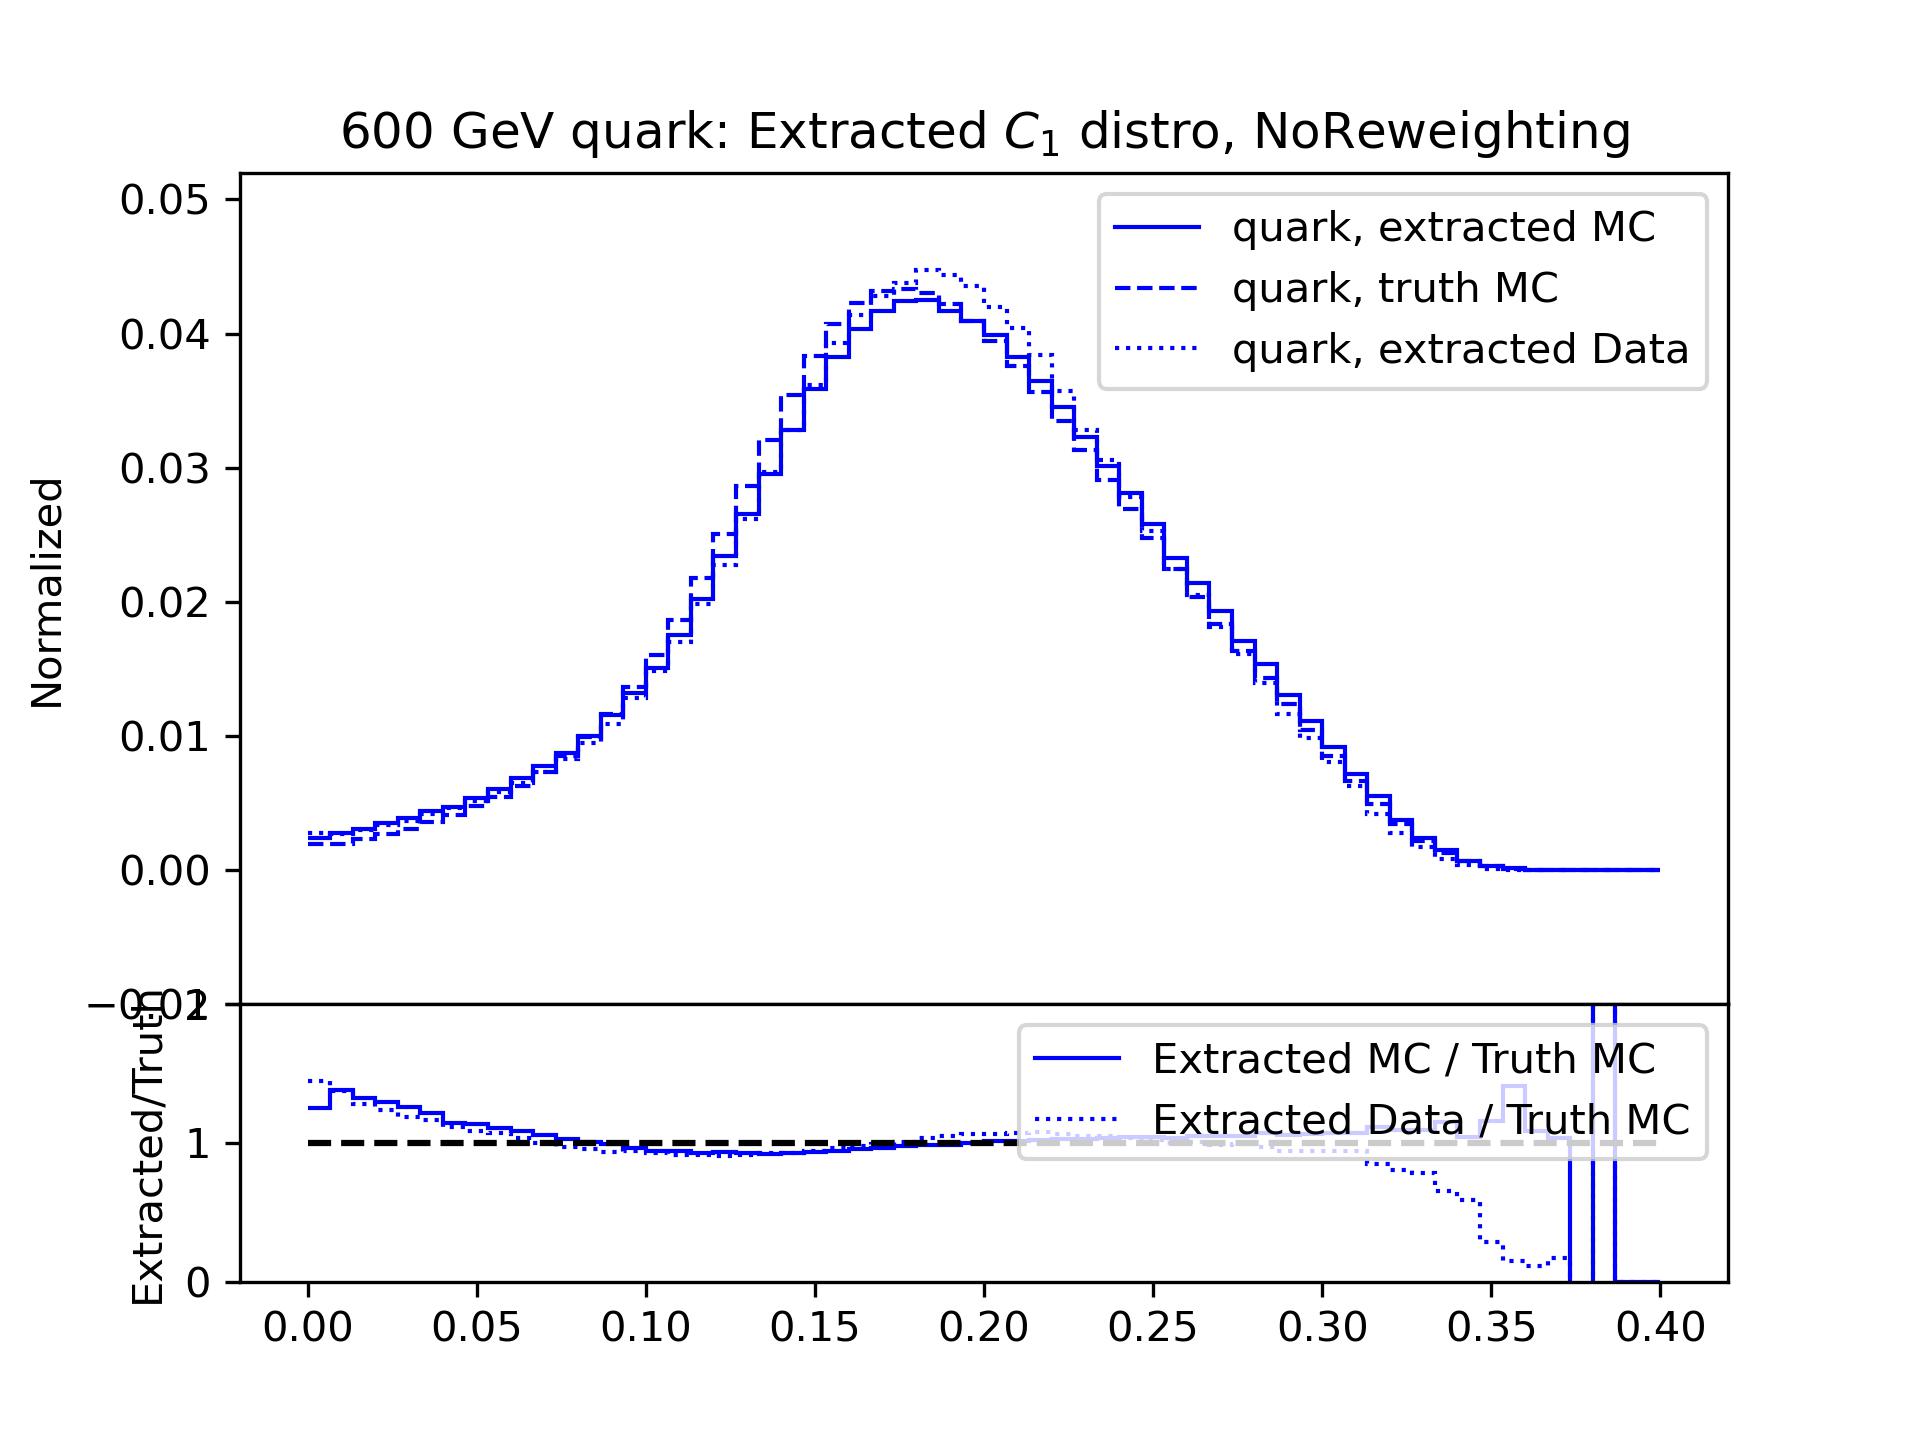 600 GeV quark: Extracted C₁ distro, NoReweighting
0.05
0.04
0.03
0.02
0.01
0.00
−0.01
Normalized
quark, extracted MC
quark, truth MC
quark, extracted Data
2
1
0
Extracted/Truth
Extracted MC / Truth MC
Extracted Data / Truth MC
0.00 0.05 0.10 0.15 0.20 0.25 0.30 0.35 0.40